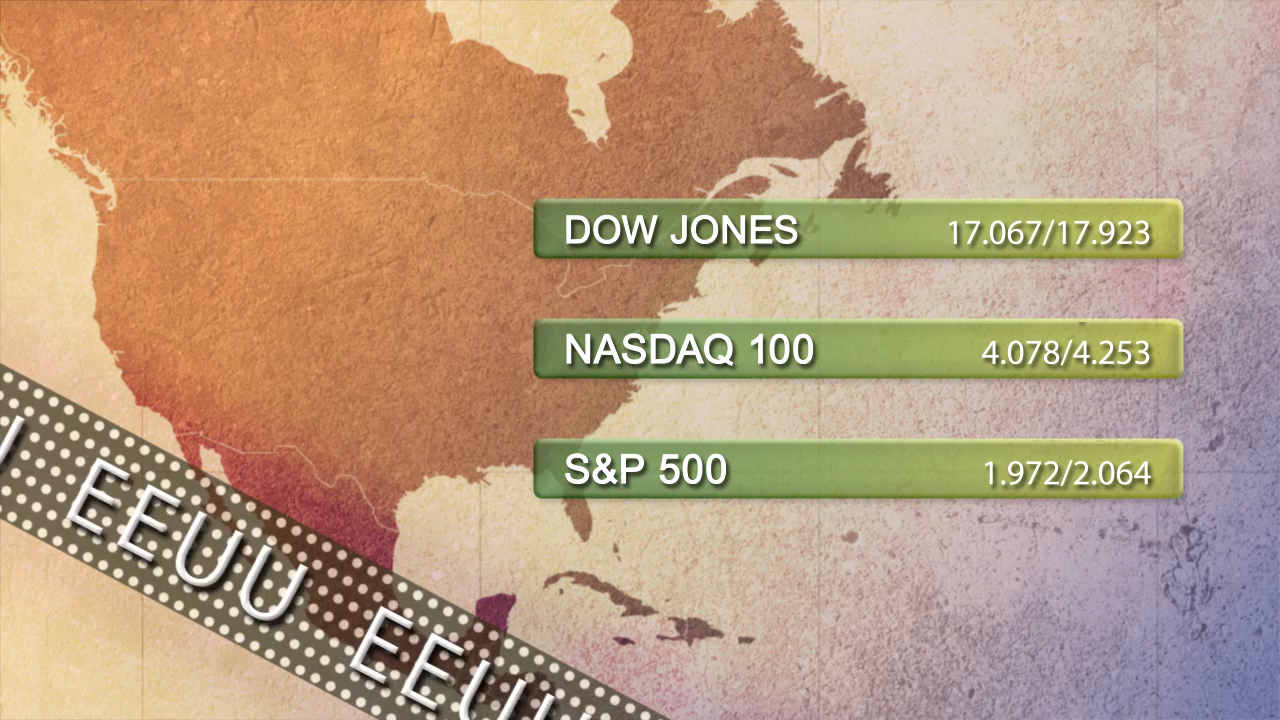 DOW JONES 17.067/17.923
NASDAQ 100 4.078/4.253
S&P 500 1.972/2.064
EEUU EEUU